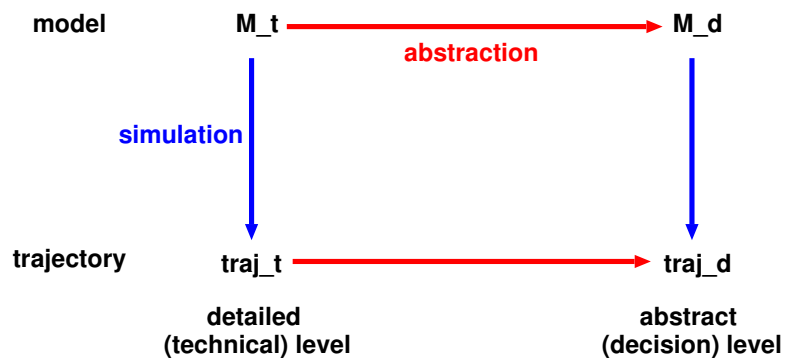 model M_t M_d
abstraction
simulation
trajectory traj_t traj_d
detailed abstract
(technical) level (decision) level